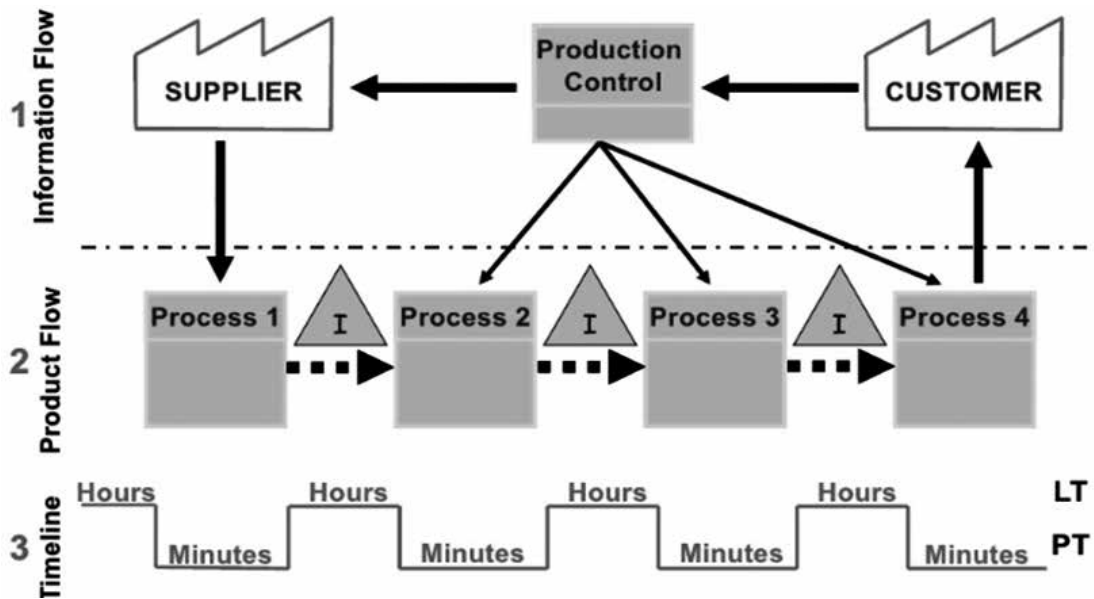 1
Information Flow
SUPPLIER
Production
Control
CUSTOMER
2
Product Flow
Process 1
I
Process 2
I
Process 3
I
Process 4
3
Timeline
Hours
Hours
Hours
Hours
LT
Minutes
Minutes
Minutes
Minutes
PT